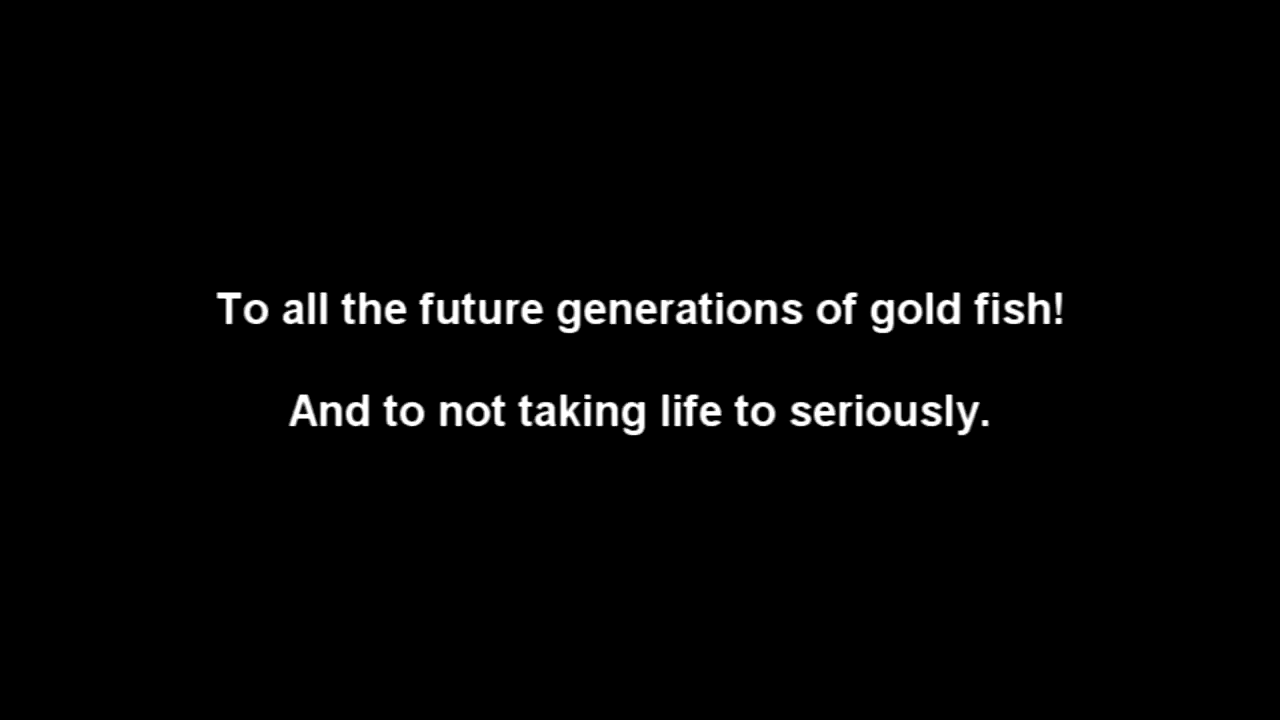 To all the future generations of gold fish!
And to not taking life to seriously.